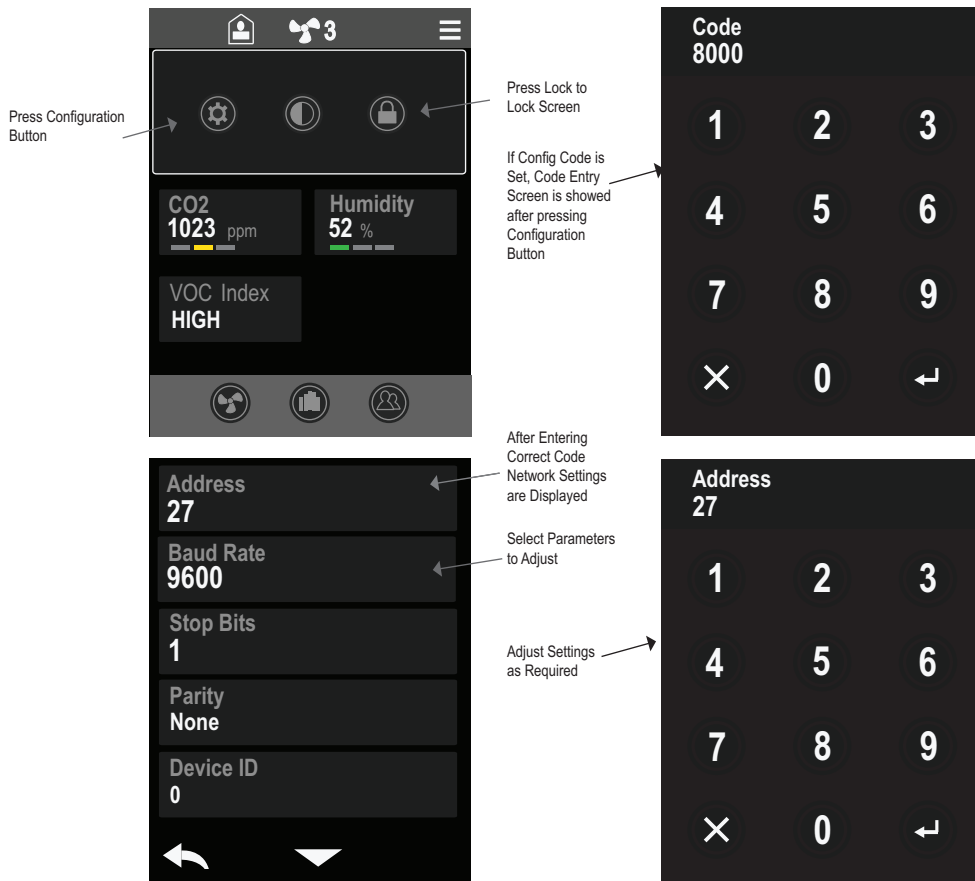 3
Press Configuration
Button
Press Lock to
Lock Screen
CO2
1023 ppm
Humidity
52 %
VOC Index
HIGH
If Config Code is
Set, Code Entry
Screen is showed
after pressing
Configuration
Button
Code
8000
1 2 3
4 5 6
7 8 9
0
Address
27
Baud Rate
9600
Stop Bits
1
Parity
None
Device ID
0
After Entering
Correct Code
Network Settings
are Displayed
Select Parameters
to Adjust
Adjust Settings
as Required
Address
27
1 2 3
4 5 6
7 8 9
0